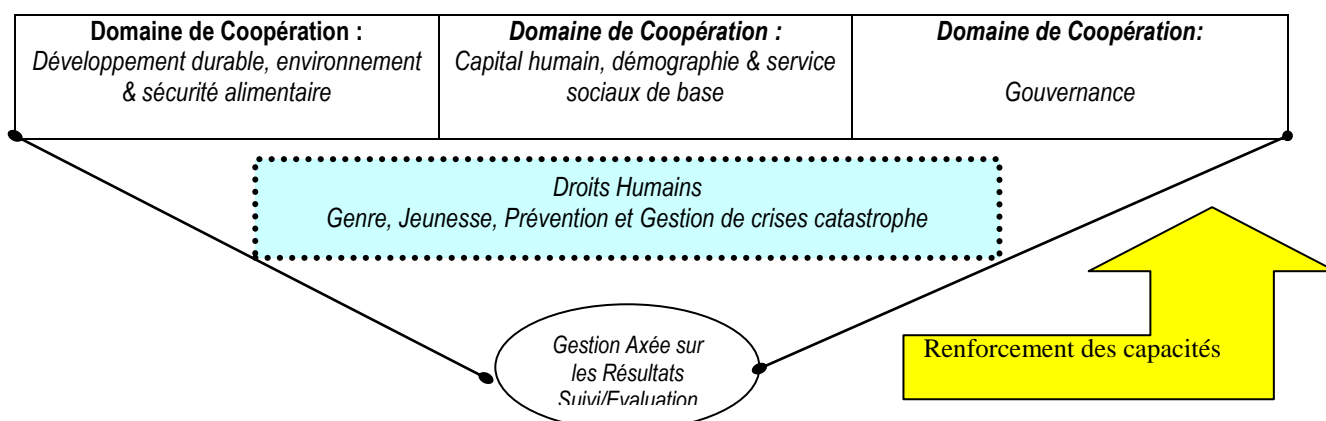 Domaine de Coopération :
Développement durable, environnement
& sécurité alimentaire
Domaine de Coopération :
Capital humain, démographie & service
sociaux de base
Domaine de Coopération:
Gouvernance
Droits Humains
Genre, Jeunesse, Prévention et Gestion de crises catastrophe
Gestion Axée sur
les Résultats
Suivi/Evaluation
Renforcement des capacités